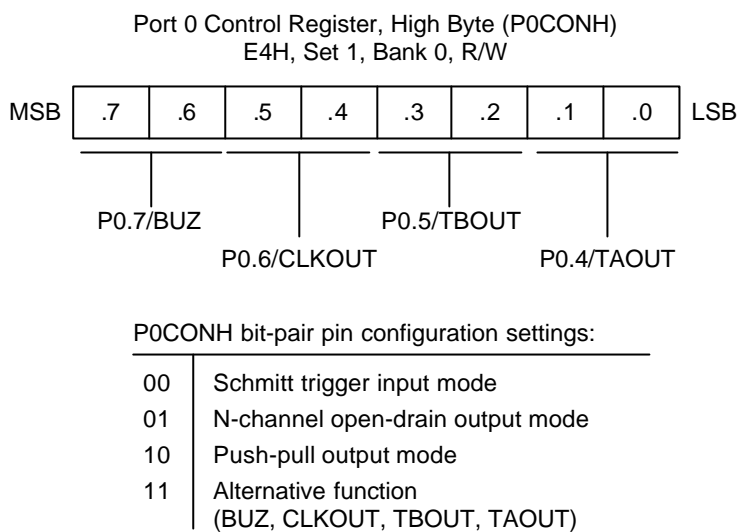 Port 0 Control Register, High Byte (P0CONH)
E4H, Set 1, Bank 0, R/W
MSB .7 .6 .5 .4 .3 .2 .1 .0 LSB
P0.7/BUZ P0.5/TBOUT
P0.6/CLKOUT P0.4/TAOUT
P0CONH bit-pair pin configuration settings:
00 Schmitt trigger input mode
01 N-channel open-drain output mode
10 Push-pull output mode
11 Alternative function
(BUZ, CLKOUT, TBOUT, TAOUT)